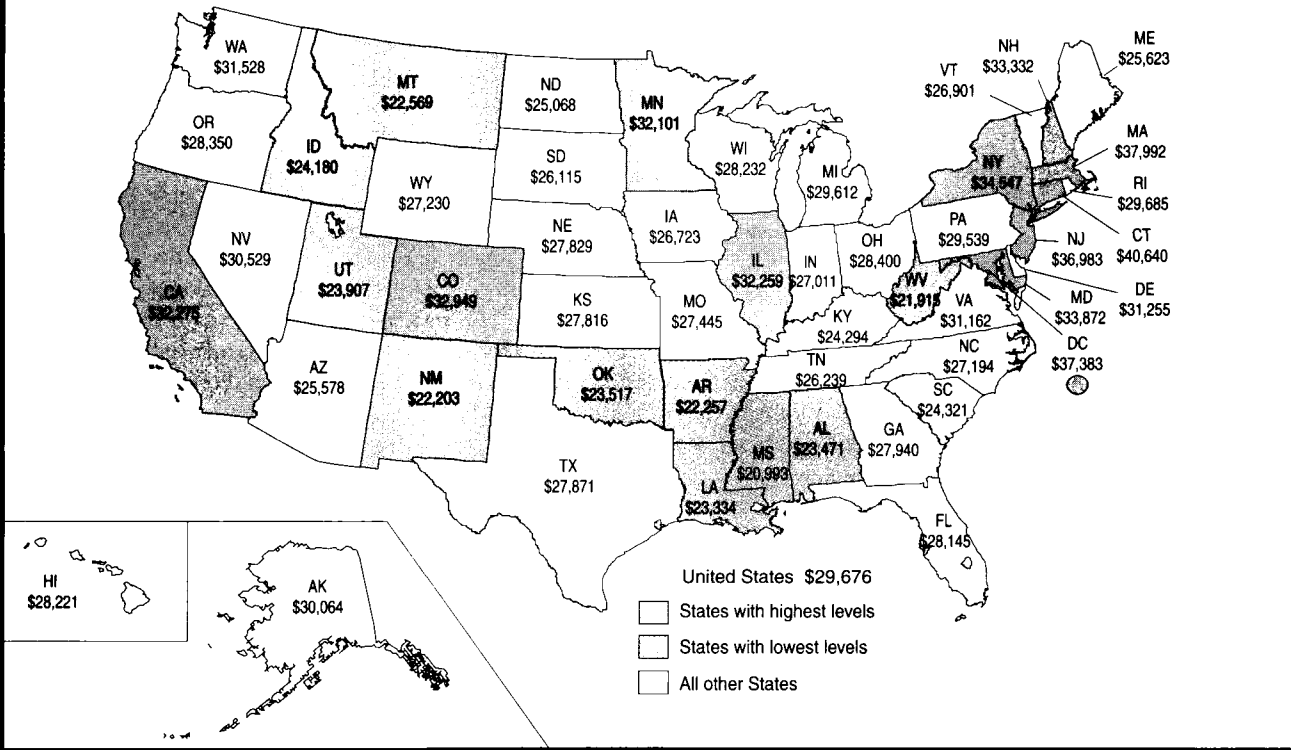 WA
$31,528
MT
$22,569
ND
$25,068
MN
$32,101
VT
$26,901
NH
$33,332
ME
$25,623
OR
$28,350
ID
$24,180
SD
$26,115
WI
$28,232
MI
$29,612
NY
$34,547
MA
$37,992
WY
$27,230
RI
$29,685
NV
$30,529
UT
$23,907
CO
$32,949
NE
$27,829
IA
$26,723
IL
$32,259
IN
$27,011
OH
$28,400
PA
$29,539
NJ
$36,983
CT
$40,640
CA
$32,275
KS
$27,816
MO
$27,445
KY
$24,294
WV
$21,915
VA
$31,162
MD
$33,872
DE
$31,255
DC
$37,383
AZ
$25,578
NM
$22,203
OK
$23,517
AR
$22,257
TN
$26,239
NC
$27,194
SC
$24,321
TX
$27,871
LA
$23,334
MS
$20,993
AL
$23,471
GA
$27,940
FL
$28,145
HI
$28,221
AK
$30,064
United States $29,676
States with highest levels
States with lowest levels
All other States